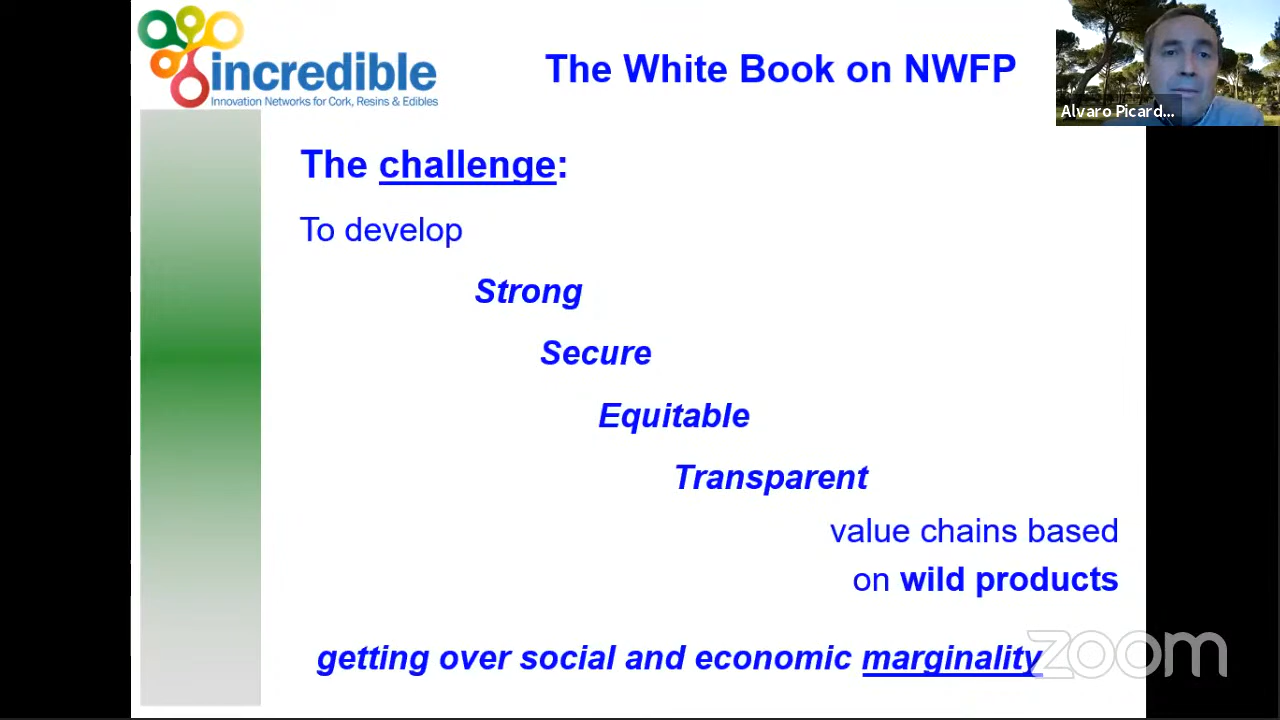 incredible
Innovation Networks for Cork, Resins & Edibles
The White Book on NWFP
Alvaro Picard...
The challenge:
To develop
Strong
Secure
Equitable
Transparent
value chains based
on wild products
getting over social and economic marginality
zoom